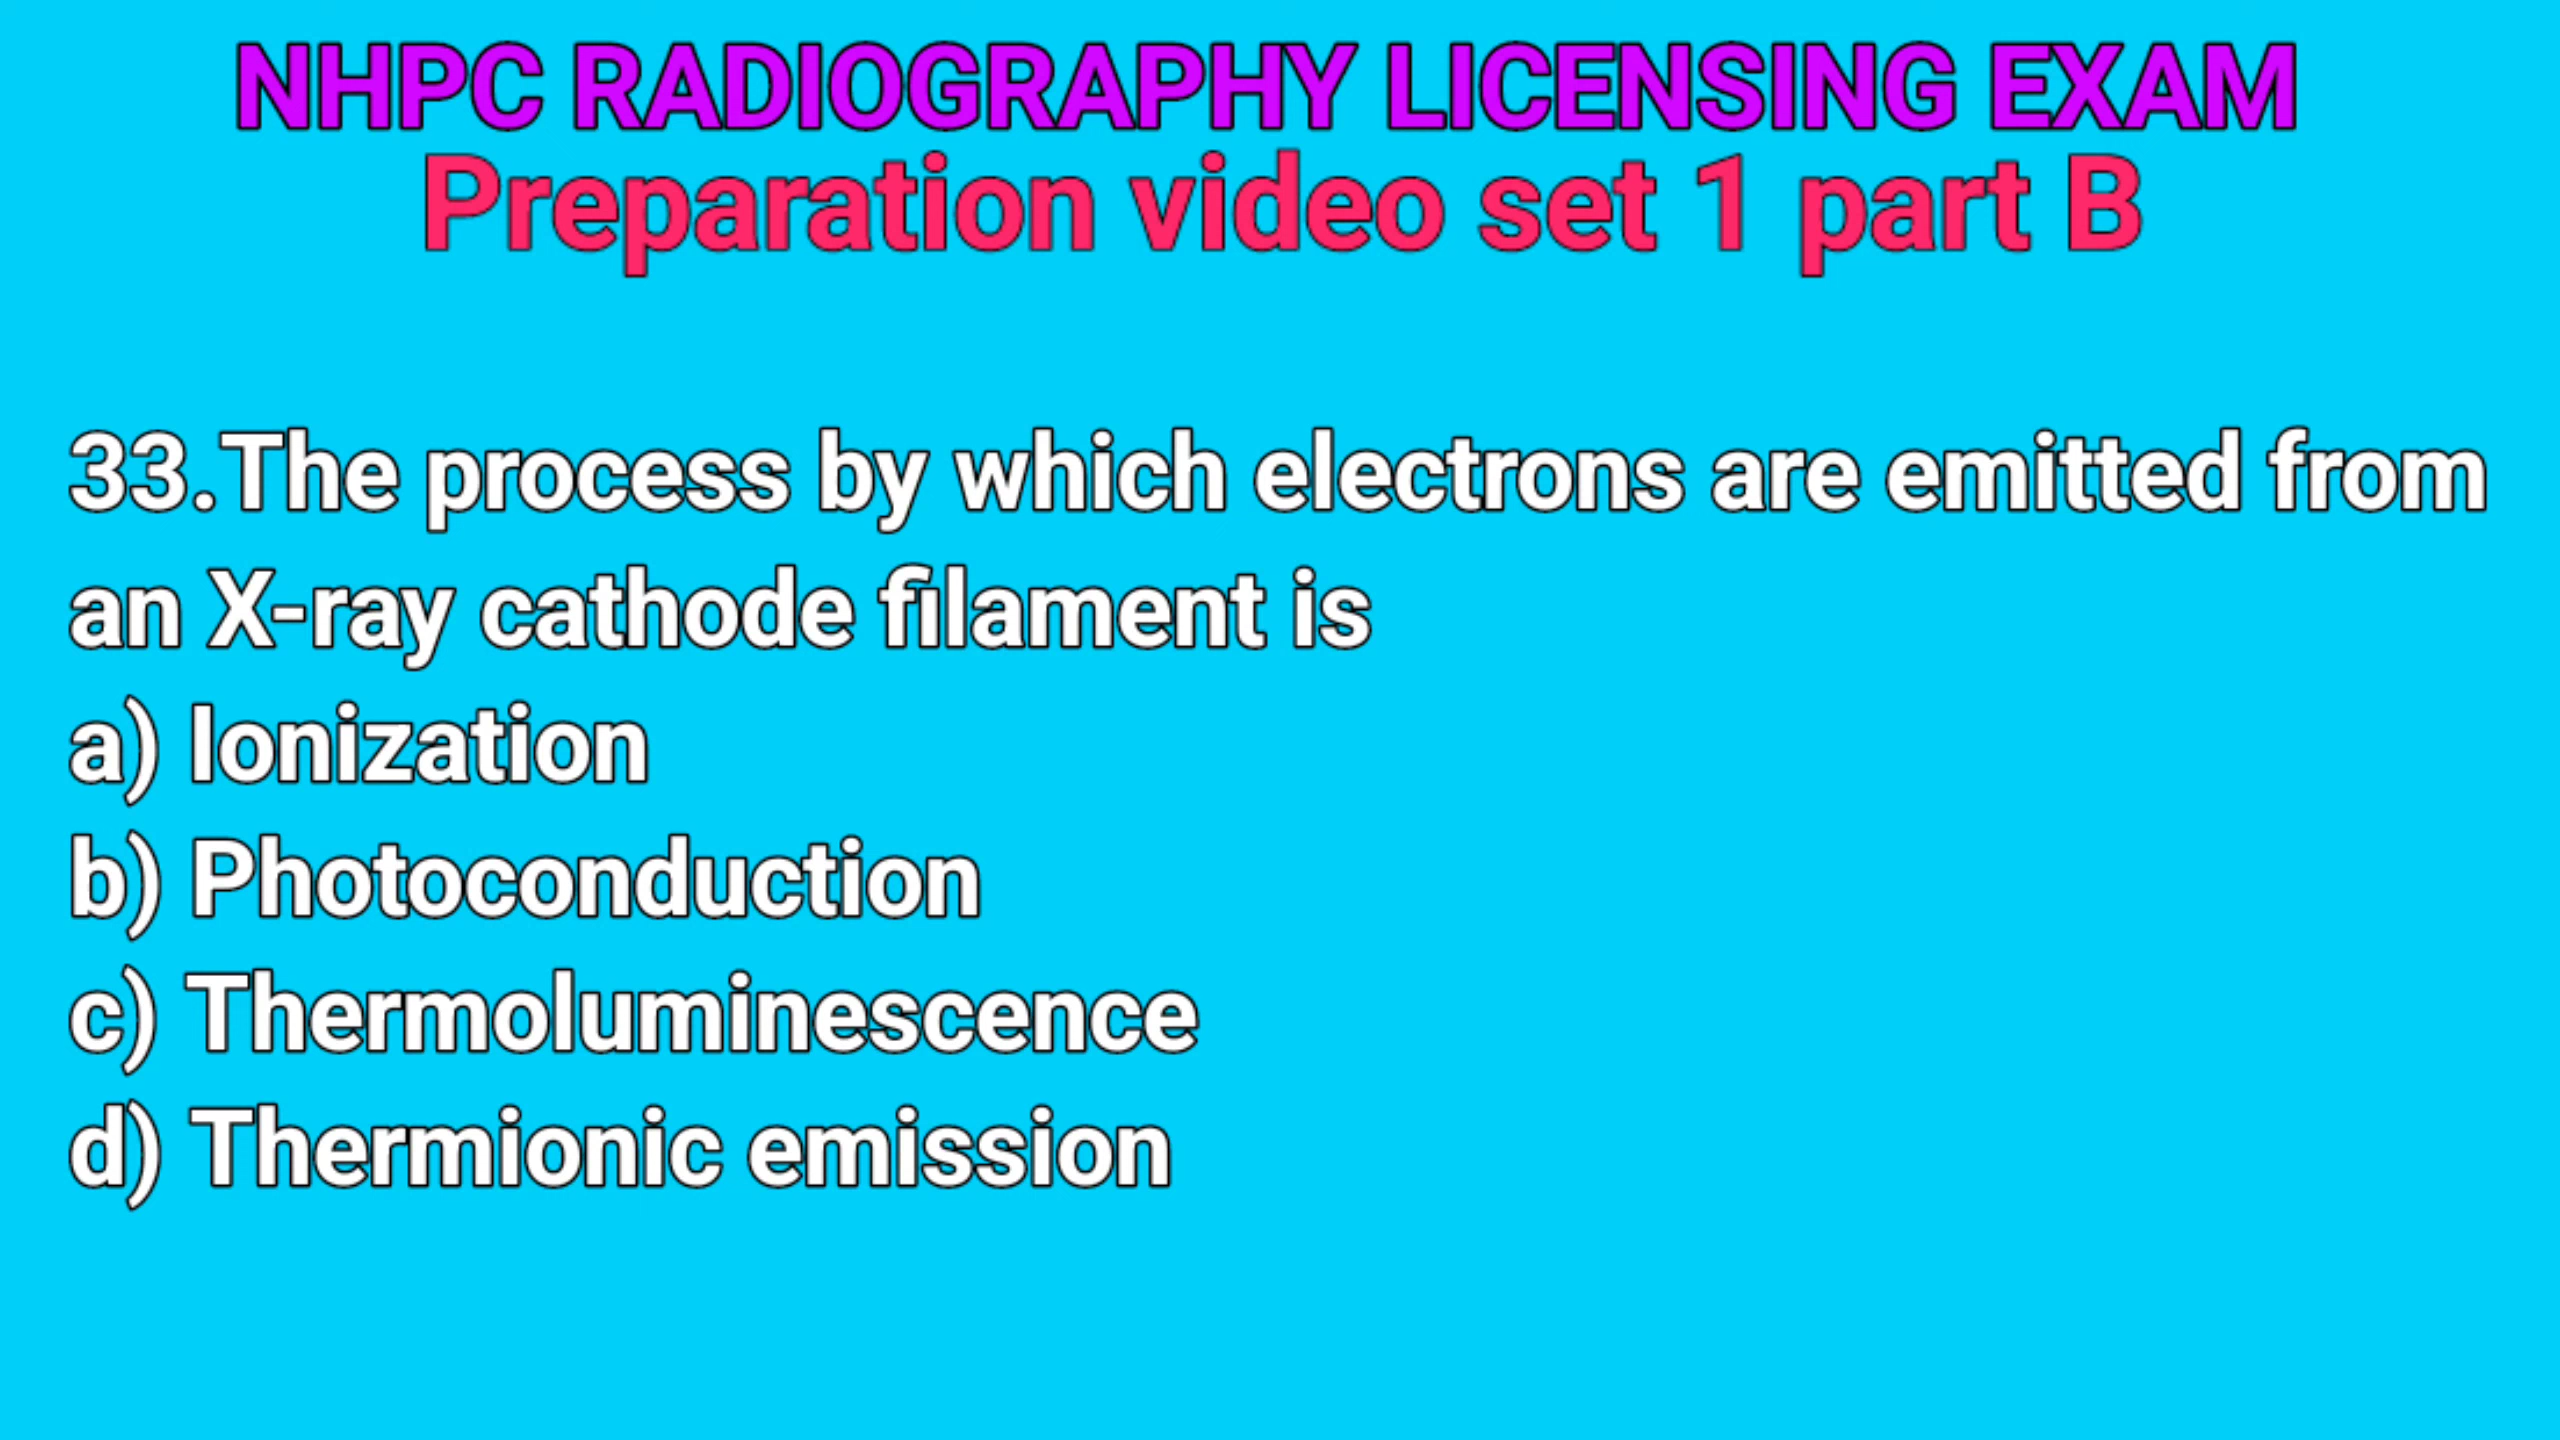 NHPC RADIOGRAPHY LICENSING EXAM
Preparation video set 1 part B
33.The process by which electrons are emitted from
an X-ray cathode filament is
a) Ionization
b) Photoconduction
c) Thermoluminescence
d) Thermionic emission